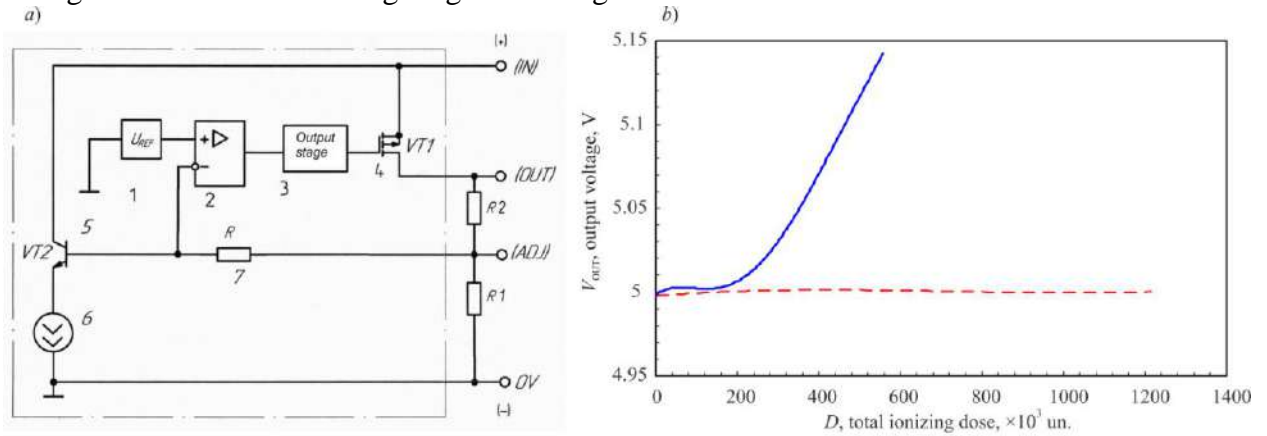 a)
(+)
(IN)
U_REF
+
Output
stage
VT1
(OUT)
1
2
3
4
R2
5
R
VT2
(ADJ)
7
R1
6
0V
(–)
b)
5.15
5.1
5.05
5
4.95
V_OUT, output voltage, V
0 200 400 600 800 1000 1200 1400
D, total ionizing dose, ×10³ un.